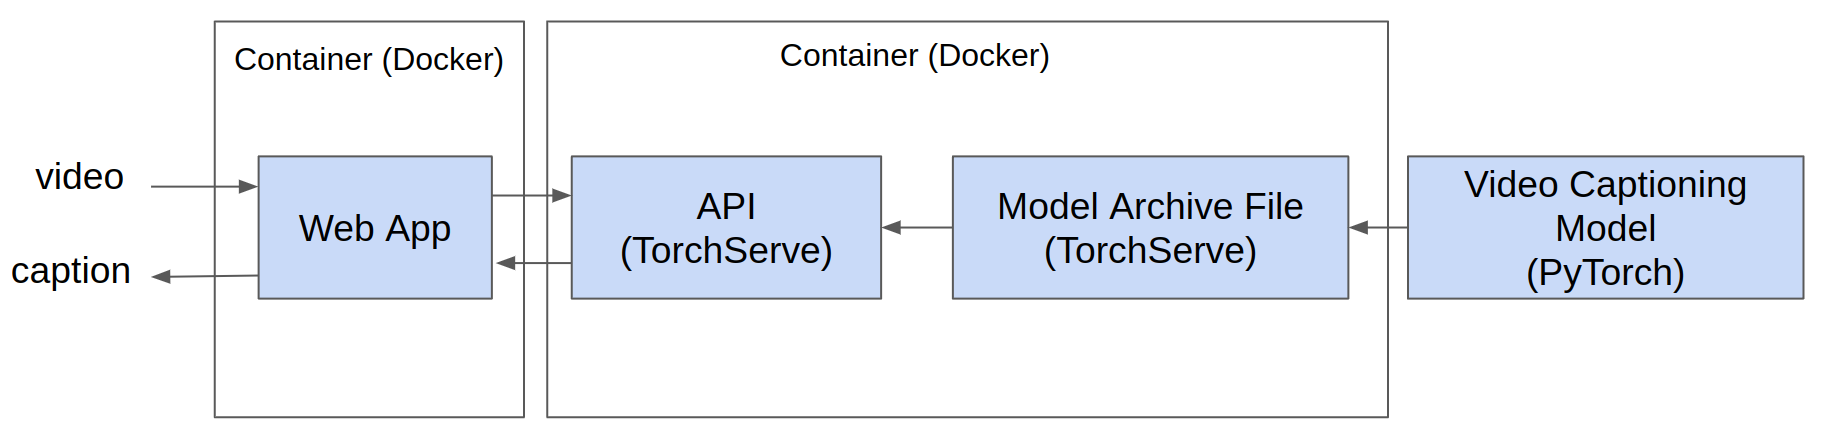 Container (Docker)
Container (Docker)
video
caption
Web App
API
(TorchServe)
Model Archive File
(TorchServe)
Video Captioning
Model
(PyTorch)